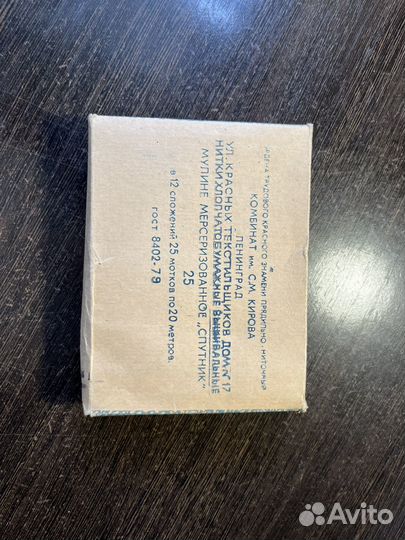 ОРДЕНА ТРУДОВОГО КРАСНОГО ЗНАМЕНИ ПРЯДИЛЬНО - НИТОЧНЫЙ
КОМБИНАТ им. С.М. КИРОВА
г. ЛЕНИНГРАД
УЛ. КРАСНЫХ ТЕКСТИЛЬЩИКОВ ДОМ № 17
НИТКИ ХЛОПЧАТОБУМАЖНЫЕ ВЫШИВАЛЬНЫЕ
25
МУЛИНЕ МЕРСЕРИЗОВАННОЕ „СПУТНИК"
в 12 сложений 25 мотков по 20 метров.
ГОСТ 8402-79
Avito